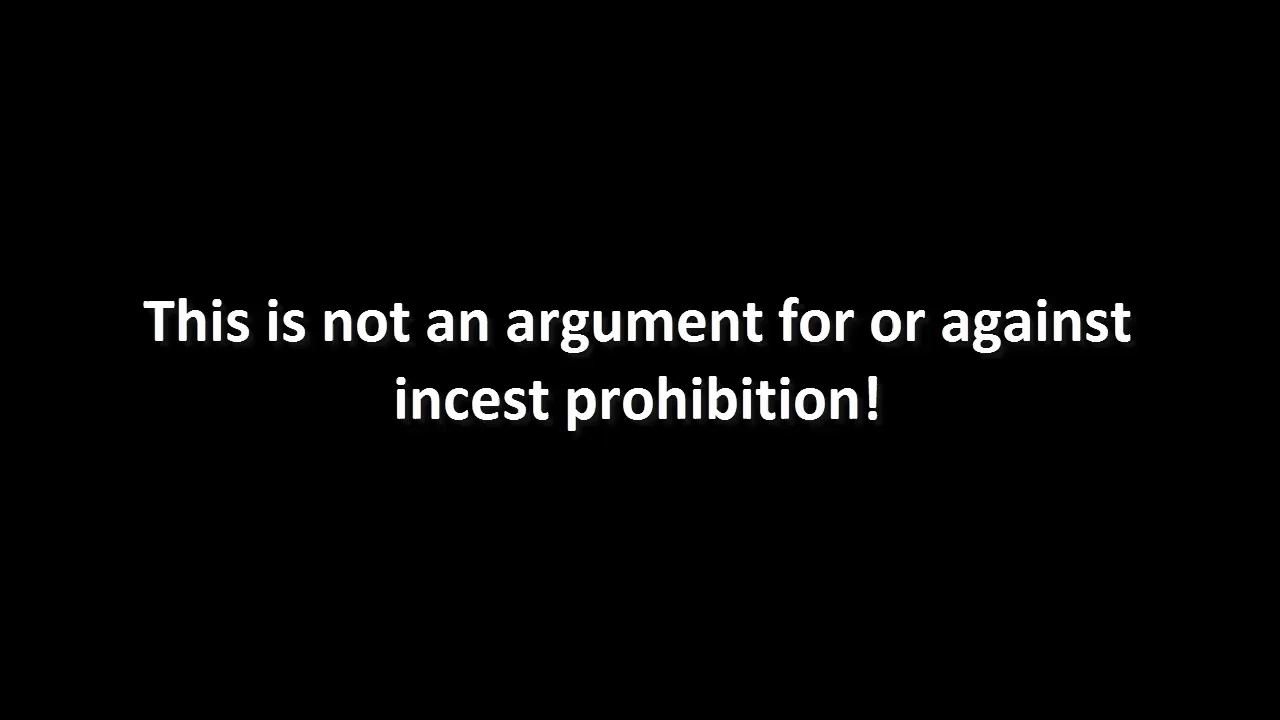 This is not an argument for or against
incest prohibition!